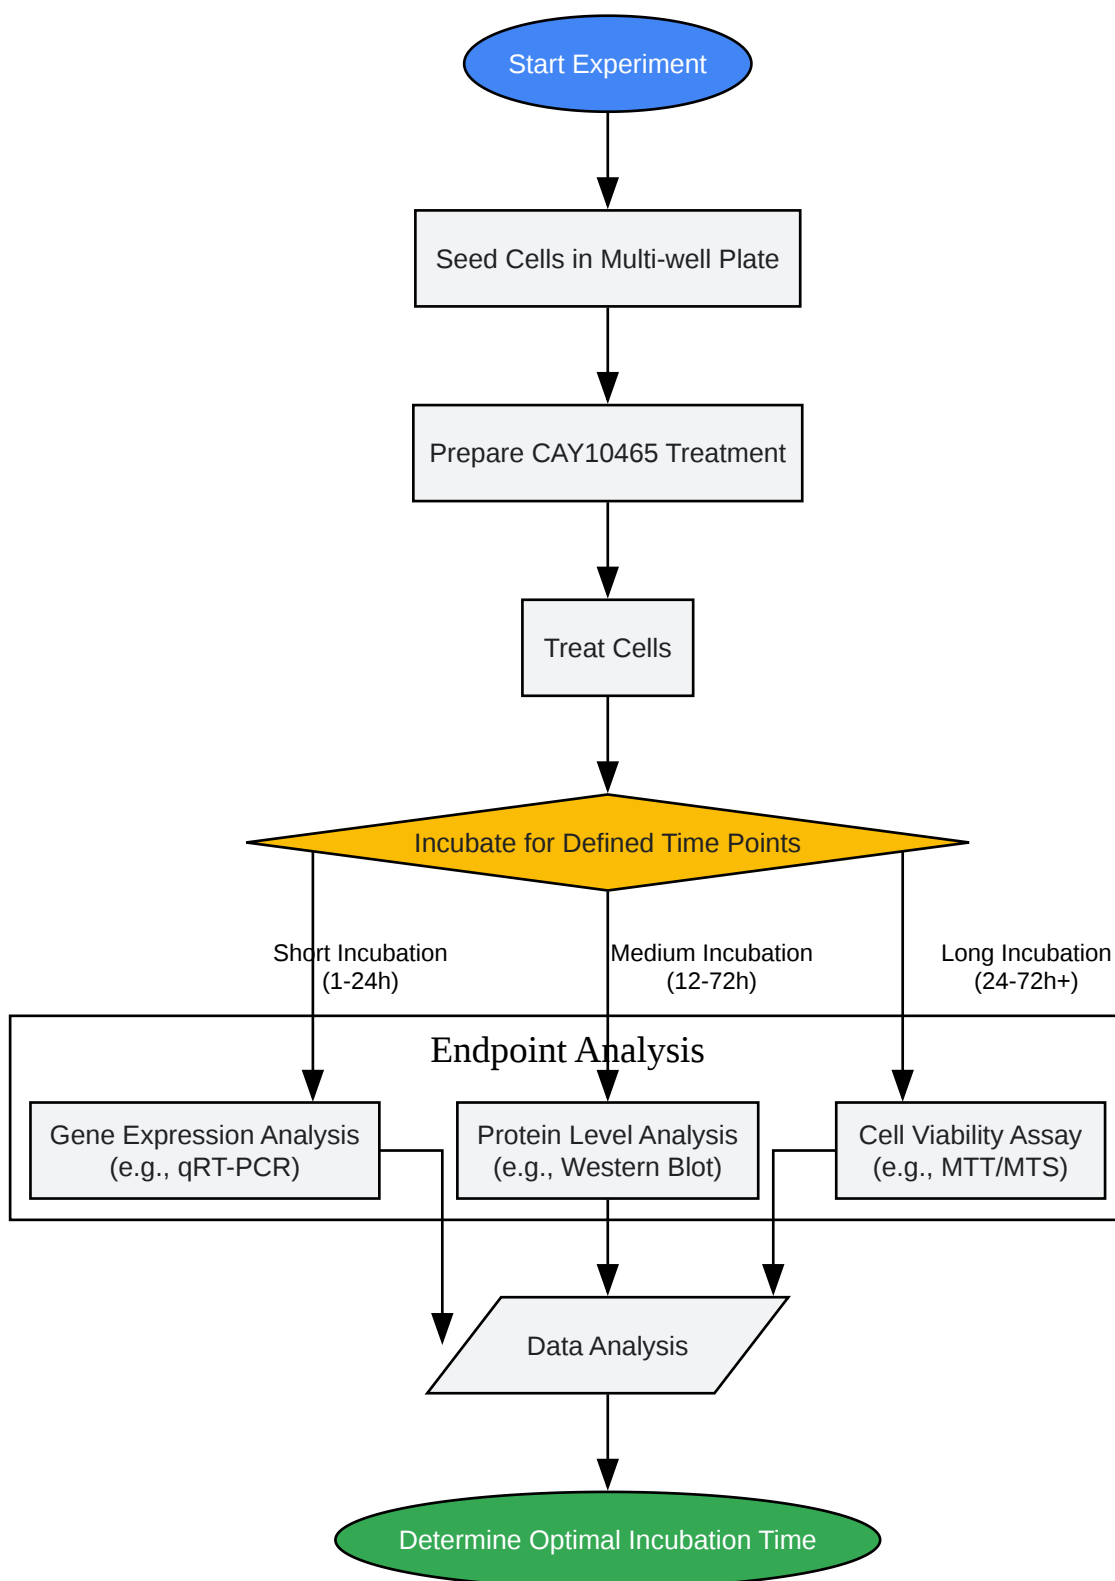 Start Experiment
Seed Cells in Multi-well Plate
Prepare CAY10465 Treatment
Treat Cells
Incubate for Defined Time Points
Short Incubation
(1-24h)
Medium Incubation
(12-72h)
Long Incubation
(24-72h+)
Endpoint Analysis
Gene Expression Analysis
(e.g., qRT-PCR)
Protein Level Analysis
(e.g., Western Blot)
Cell Viability Assay
(e.g., MTT/MTS)
Data Analysis
Determine Optimal Incubation Time